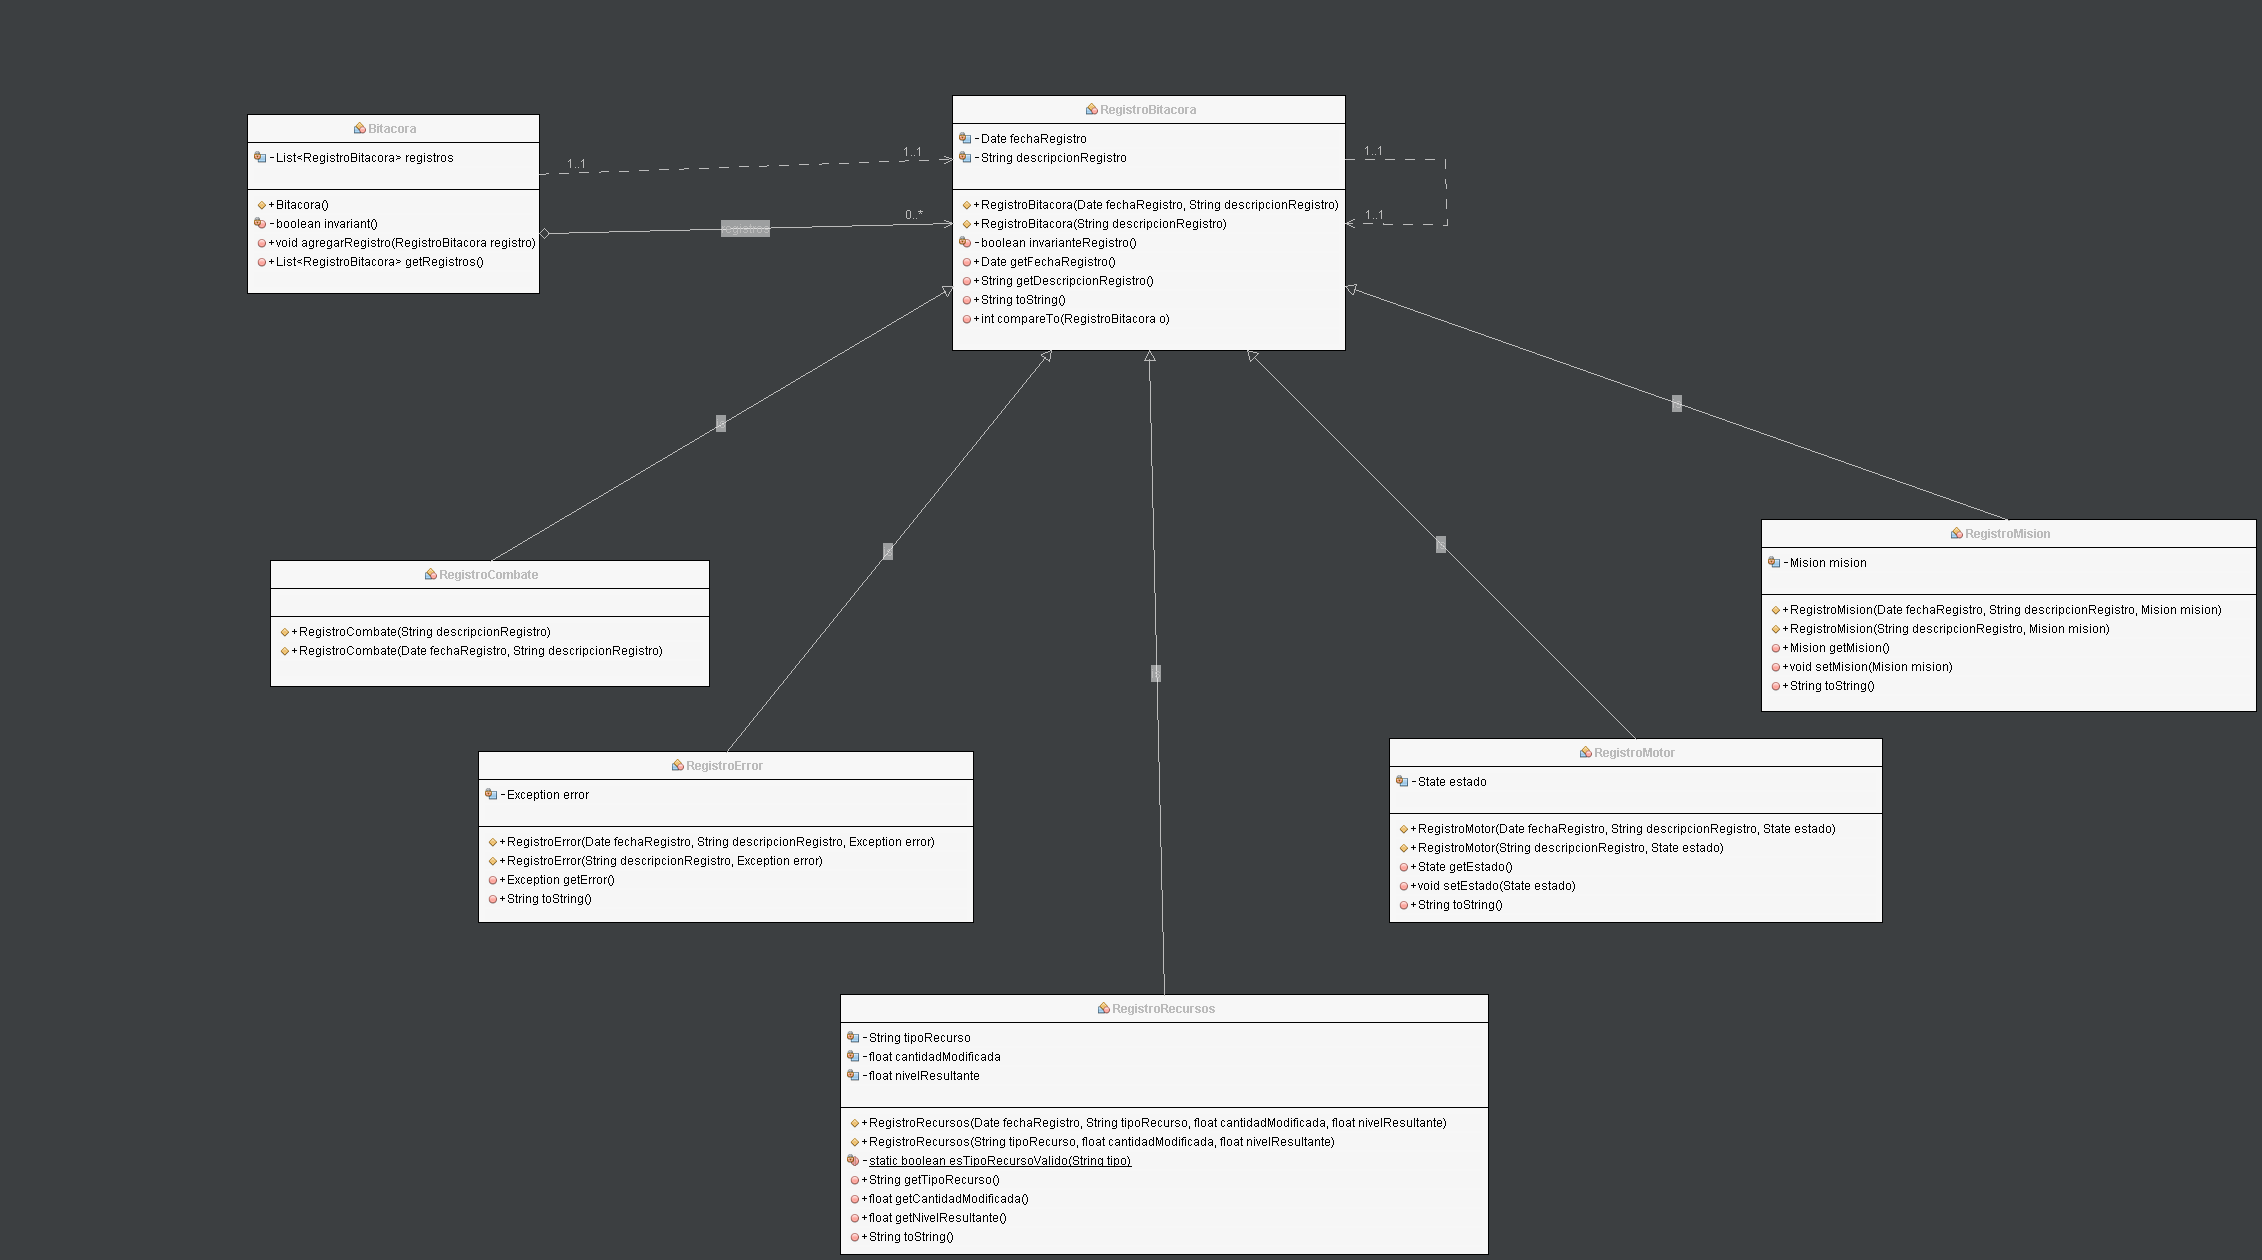 Bitacora
-List<RegistroBitacora> registros
+Bitacora()
-boolean invariant()
+void agregarRegistro(RegistroBitacora registro)
+List<RegistroBitacora> getRegistros()
1..1
1..1
registros
0..*
RegistroBitacora
-Date fechaRegistro
-String descripcionRegistro
+RegistroBitacora(Date fechaRegistro, String descripcionRegistro)
+RegistroBitacora(String descripcionRegistro)
-boolean invarianteRegistro()
+Date getFechaRegistro()
+String getDescripcionRegistro()
+String toString()
+int compareTo(RegistroBitacora o)
1..1
1..1
RegistroCombate
+RegistroCombate(String descripcionRegistro)
+RegistroCombate(Date fechaRegistro, String descripcionRegistro)
RegistroMision
-Mision mision
+RegistroMision(Date fechaRegistro, String descripcionRegistro, Mision mision)
+RegistroMision(String descripcionRegistro, Mision mision)
+Mision getMision()
+void setMision(Mision mision)
+String toString()
RegistroError
-Exception error
+RegistroError(Date fechaRegistro, String descripcionRegistro, Exception error)
+RegistroError(String descripcionRegistro, Exception error)
+Exception getError()
+String toString()
RegistroMotor
-State estado
+RegistroMotor(Date fechaRegistro, String descripcionRegistro, State estado)
+RegistroMotor(String descripcionRegistro, State estado)
+State getEstado()
+void setEstado(State estado)
+String toString()
RegistroRecursos
-String tipoRecurso
-float cantidadModificada
-float nivelResultante
+RegistroRecursos(Date fechaRegistro, String tipoRecurso, float cantidadModificada, float nivelResultante)
+RegistroRecursos(String tipoRecurso, float cantidadModificada, float nivelResultante)
-static boolean esTipoRecursoValido(String tipo)
+String getTipoRecurso()
+float getCantidadModificada()
+float getNivelResultante()
+String toString()